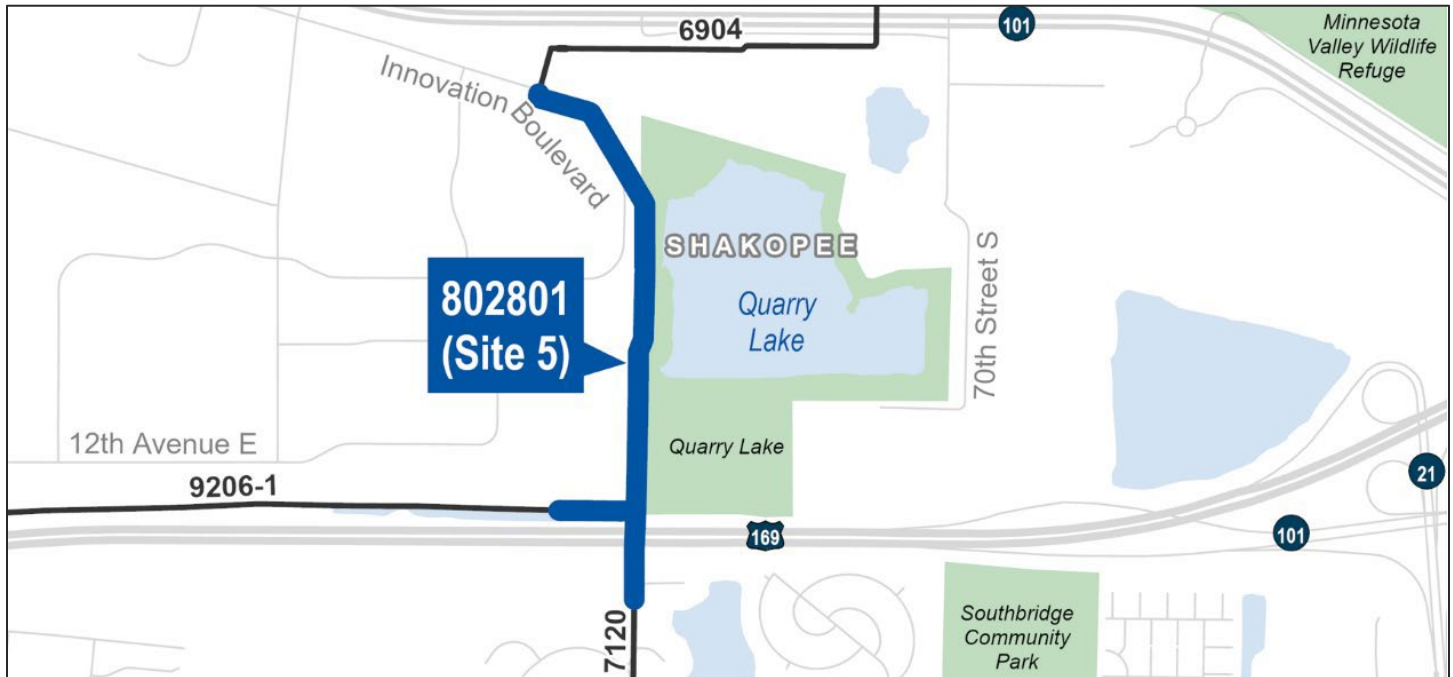 6904
101
Minnesota
Valley Wildlife
Refuge
Innovation Boulevard
SHAKOPEE
802801
(Site 5)
Quarry
Lake
70th Street S
12th Avenue E
Quarry Lake
9206-1
21
169
101
Southbridge
Community
Park
7120